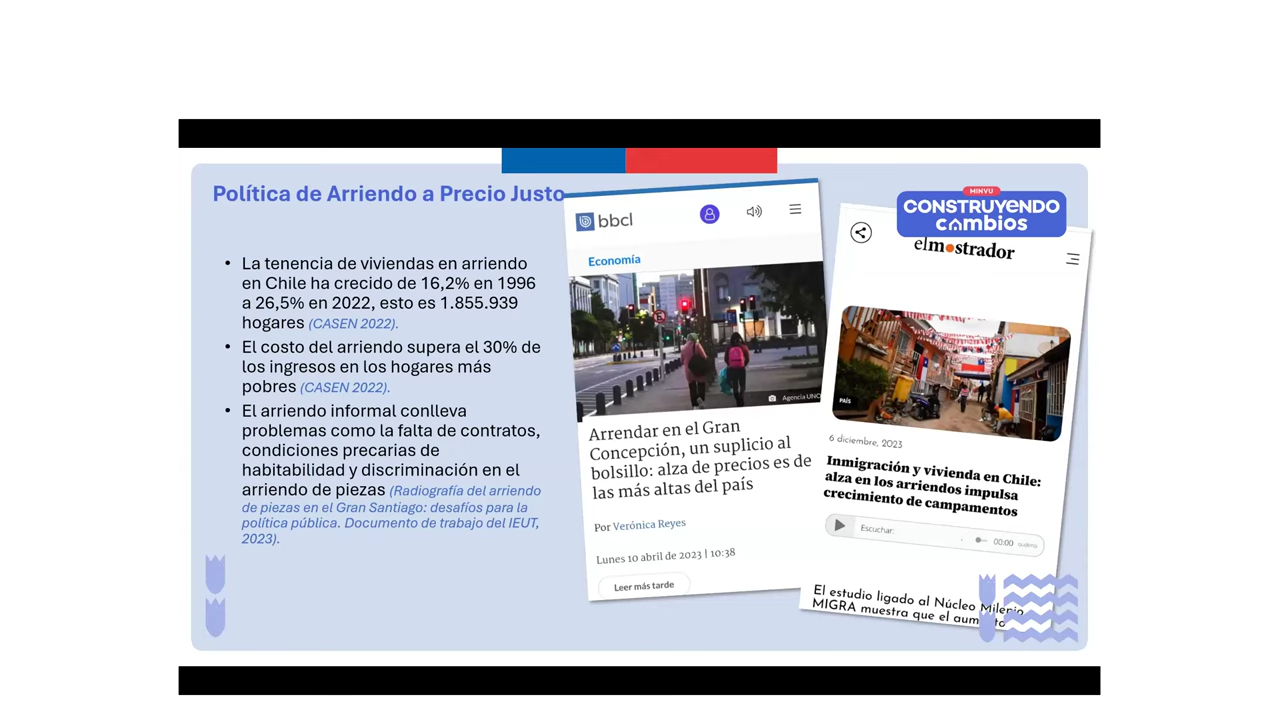 Política de Arriendo a Precio Justo
• La tenencia de viviendas en arriendo
en Chile ha crecido de 16,2% en 1996
a 26,5% en 2022, esto es 1.855.939
hogares (CASEN 2022).
• El costo del arriendo supera el 30% de
los ingresos en los hogares más
pobres (CASEN 2022).
• El arriendo informal conlleva
problemas como la falta de contratos,
condiciones precarias de
habitabilidad y discriminación en el
arriendo de piezas (Radiografía del arriendo
de piezas en el Gran Santiago: desafíos para la
política pública. Documento de trabajo del IEUT,
2023).
bbcl
Economía
Agencia UNO
Arrendar en el Gran
Concepción, un suplicio al
bolsillo: alza de precios es de
las más altas del país
Por Verónica Reyes
Lunes 10 abril de 2023 | 10:38
Leer más tarde
MINVU
CONSTRUYENDO
cambios
elmostrador
PAÍS
6 diciembre, 2023
Inmigración y vivienda en Chile:
alza en los arriendos impulsa
crecimiento de campamentos
Escuchar:
00:00
El estudio ligado al Núcleo Milenio
MIGRA muestra que el aumento